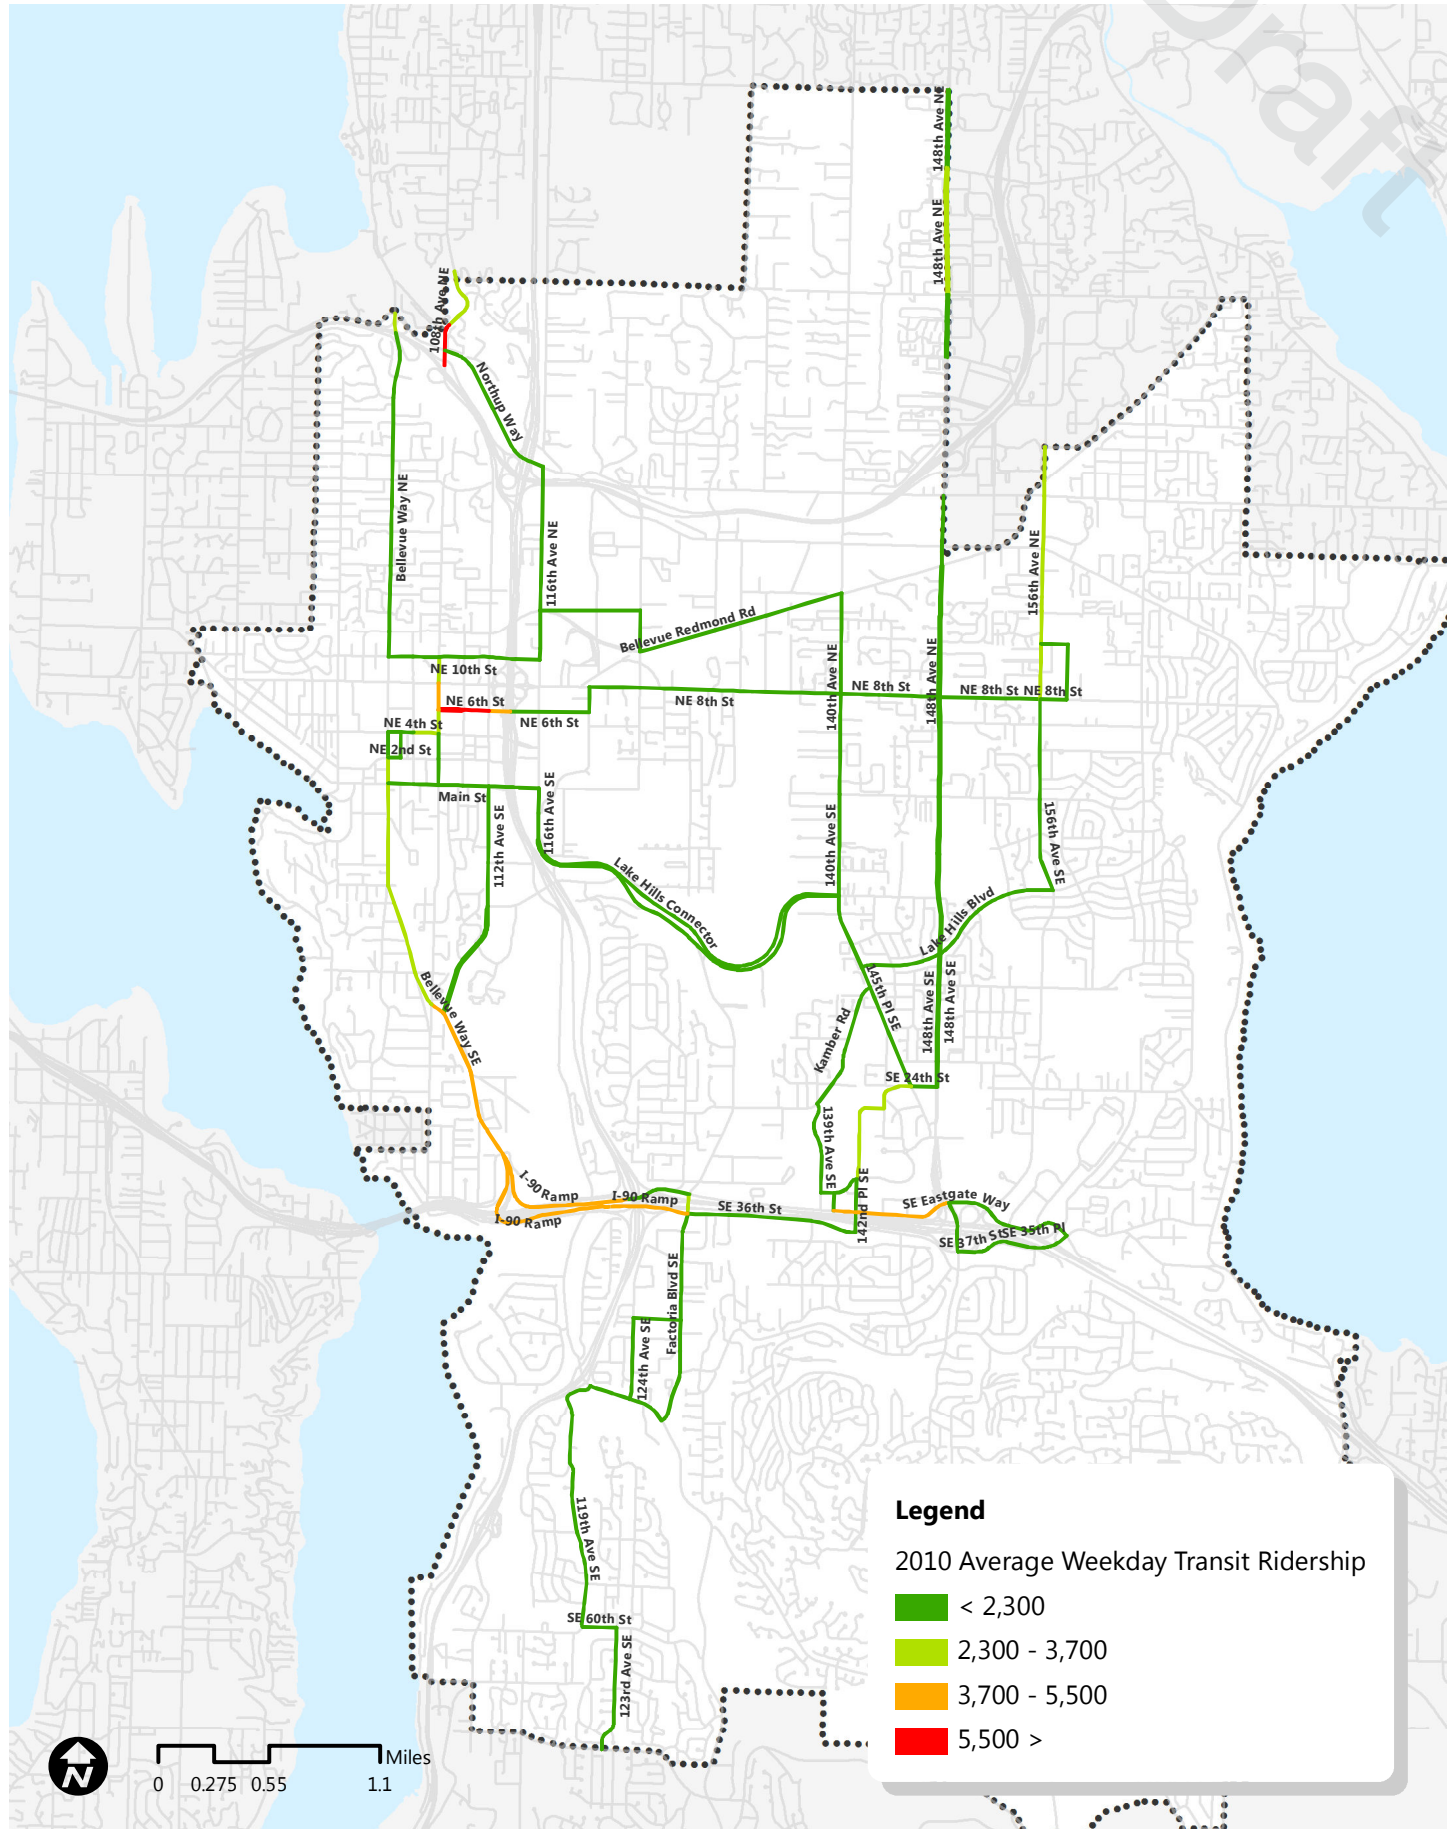 Draft
148th Ave NE
148th Ave NE
108th Ave NE
Northup Way
Bellevue Way NE
116th Ave NE
156th Ave NE
Bellevue Redmond Rd
NE 10th St
140th Ave NE
148th Ave NE
NE 8th St
NE 8th St
NE 8th St
NE 8th St
NE 6th St
NE 6th St
NE 4th St
NE 2nd St
Main St
112th Ave SE
116th Ave SE
140th Ave SE
156th Ave SE
Lake Hills Connector
Lake Hills Blvd
Bellevue Way SE
145th Pl SE
148th Ave SE
148th Ave SE
Kamber Rd
SE 24th St
139th Ave SE
142nd Pl SE
I-90 Ramp
I-90 Ramp
I-90 Ramp
SE 36th St
SE Eastgate Way
SE 37th St
SE 35th Pl
Factoria Blvd SE
124th Ave SE
119th Ave SE
SE 60th St
123rd Ave SE
Legend
2010 Average Weekday Transit Ridership
< 2,300
2,300 - 3,700
3,700 - 5,500
5,500 >
N
Miles
0 0.275 0.55 1.1